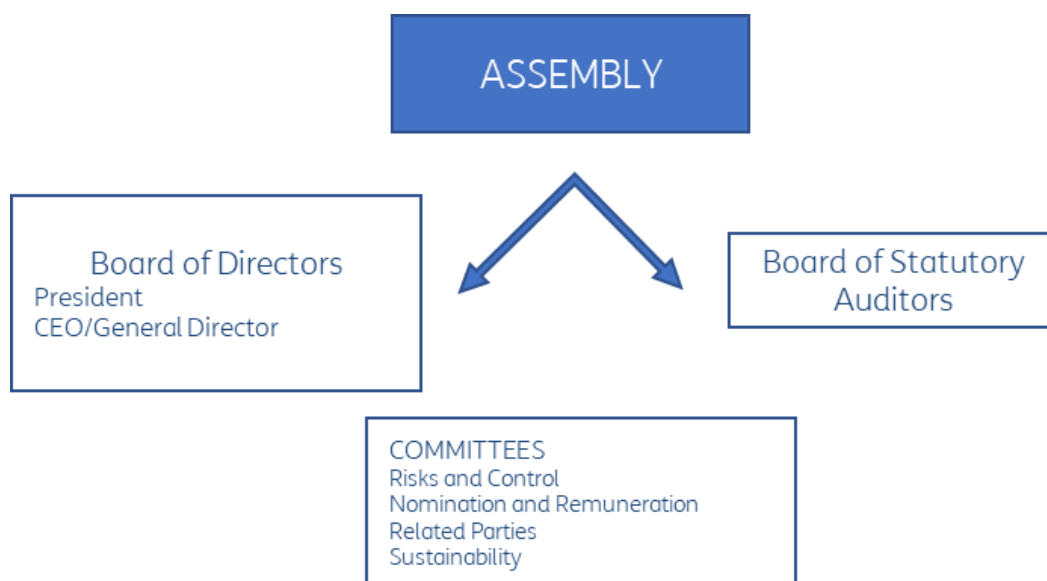 ASSEMBLY
Board of Directors
President
CEO/General Director
Board of Statutory
Auditors
COMMITTEES
Risks and Control
Nomination and Remuneration
Related Parties
Sustainability